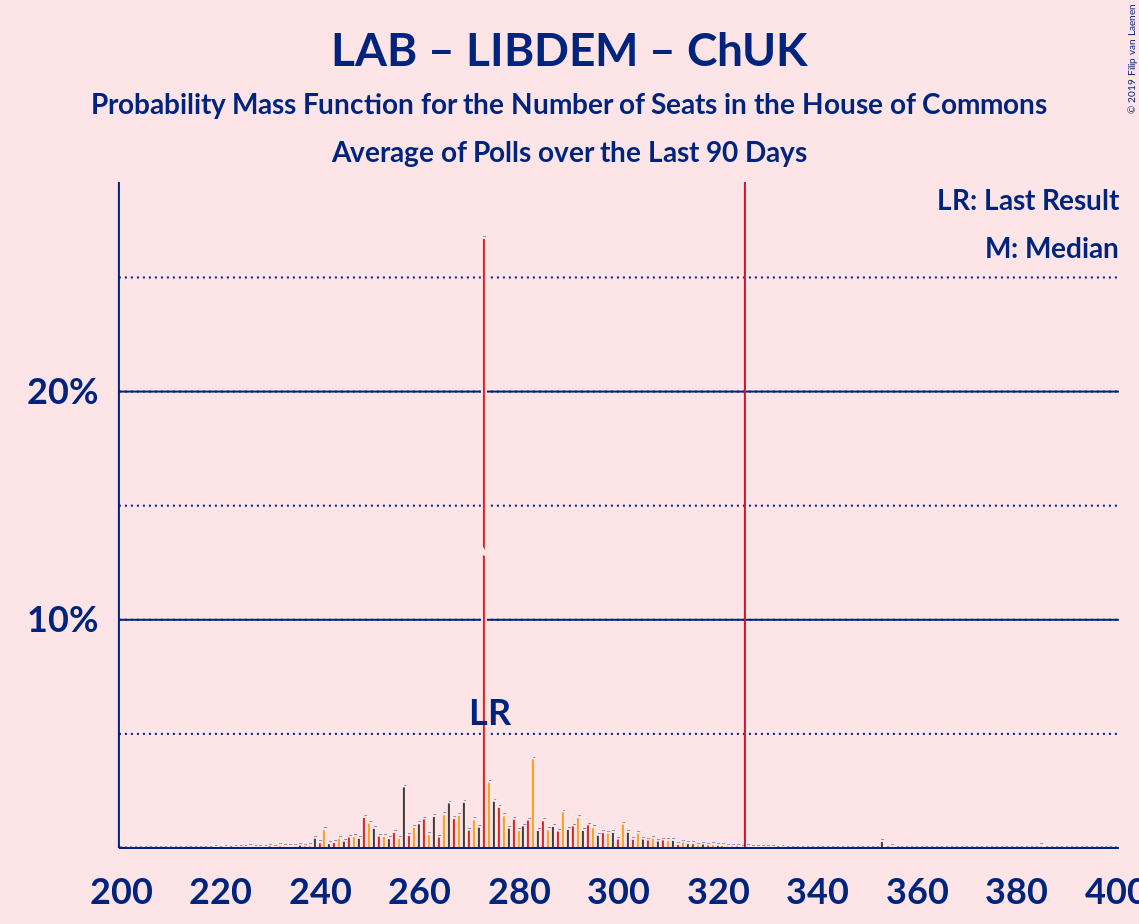 LAB – LIBDEM – ChUK
Probability Mass Function for the Number of Seats in the House of Commons
Average of Polls over the Last 90 Days
© 2019 Filip van Laenen
LR: Last Result
M: Median
20%
10%
LR
200 220 240 260 280 300 320 340 360 380 400